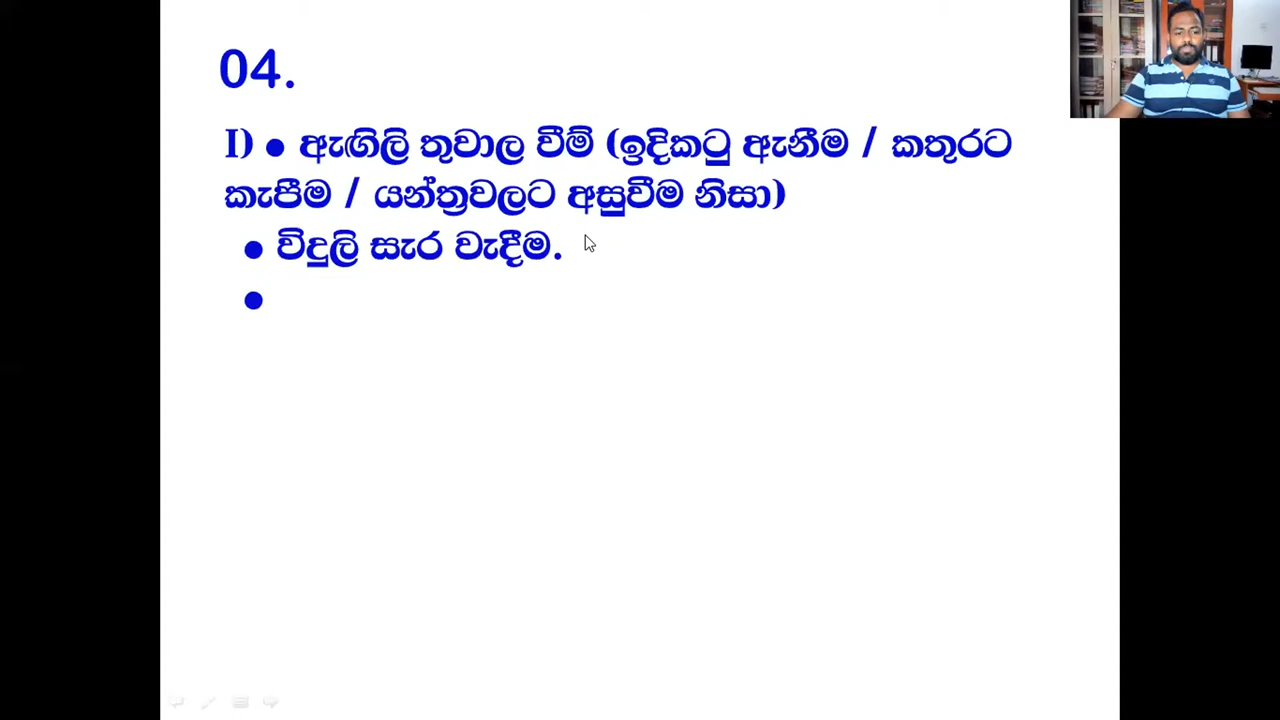 04.
I) ● ඇඟිලි තුවාල වීම් (ඉදිකටු ඇනීම / කතුරට
කැපීම / යන්ත්‍රවලට අසුවීම නිසා)
● විදුලි සැර වැදීම.
●